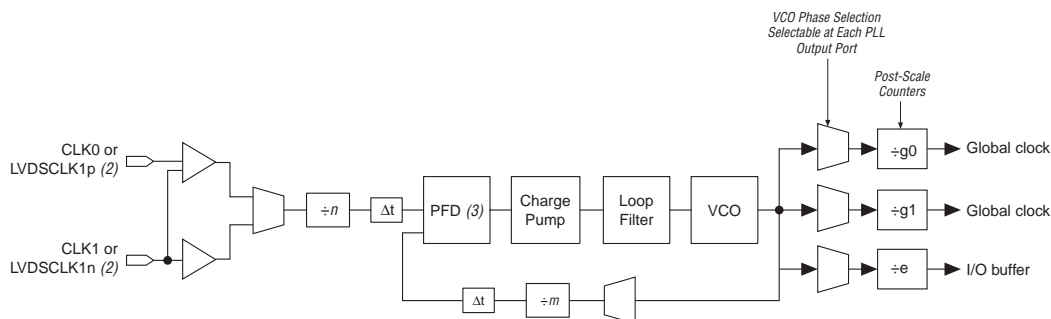 VCO Phase Selection
Selectable at Each PLL
Output Port
Post-Scale
Counters
CLK0 or
LVDSCLK1p (2)
÷g0
Global clock
÷n
Δt
PFD (3)
Charge
Pump
Loop
Filter
VCO
÷g1
Global clock
CLK1 or
LVDSCLK1n (2)
÷e
I/O buffer
Δt
÷m